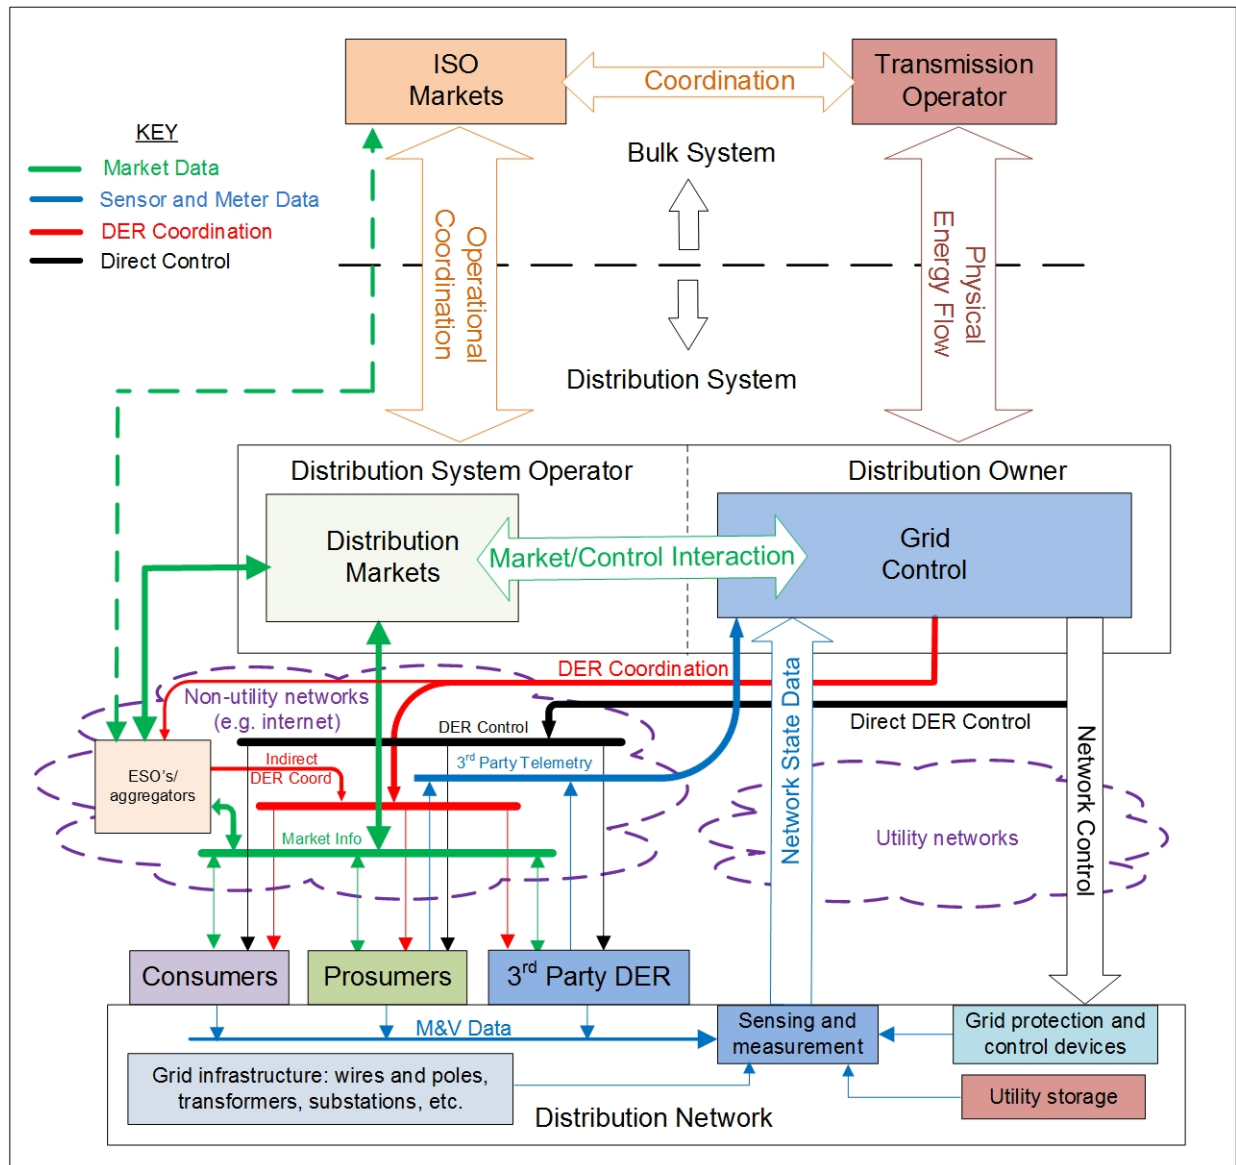 ISO
Markets
Coordination
Transmission
Operator
KEY
Market Data
Sensor and Meter Data
DER Coordination
Direct Control
Bulk System
Operational
Coordination
Physical
Energy Flow
Distribution System
Distribution System Operator
Distribution Owner
Distribution
Markets
Market/Control Interaction
Grid
Control
DER Coordination
Non-utility networks
(e.g. internet)
DER Control
Direct DER Control
Network State Data
Network Control
ESO's/
aggregators
Indirect
DER Coord
3rd Party Telemetry
Market Info
Utility networks
Consumers
Prosumers
3rd Party DER
M&V Data
Sensing and
measurement
Grid protection and
control devices
Grid infrastructure: wires and poles,
transformers, substations, etc.
Utility storage
Distribution Network